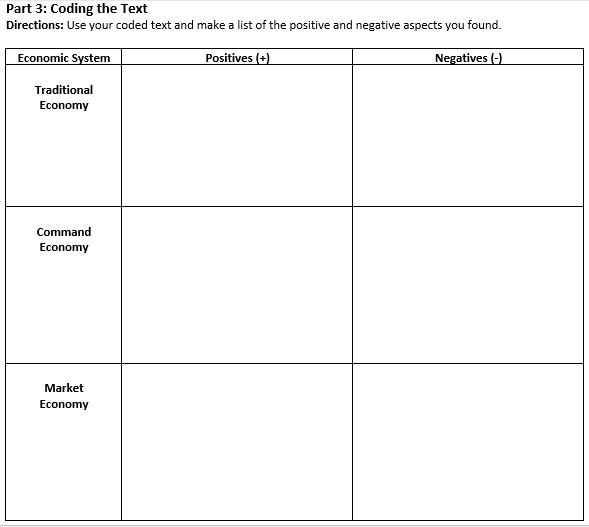 Part 3: Coding the Text
Directions: Use your coded text and make a list of the positive and negative aspects you found.
Economic System Positives (+) Negatives (-)
Traditional
Economy
Command
Economy
Market
Economy